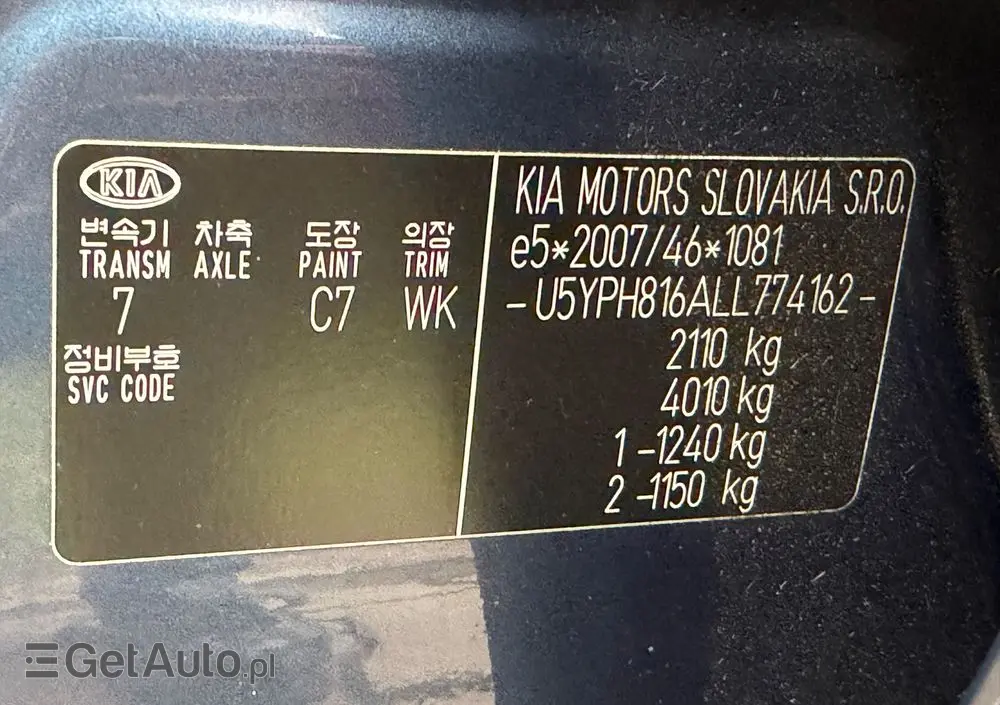 KIA
변속기 차축 도장 의장
TRANSM AXLE PAINT TRIM
7 C7 WK
정비부호
SVC CODE
KIA MOTORS SLOVAKIA S.R.O.
e5*2007/46*1081
-U5YPH816ALL774162-
2110 kg
4010 kg
1 -1240 kg
2 -1150 kg
GetAuto.pl